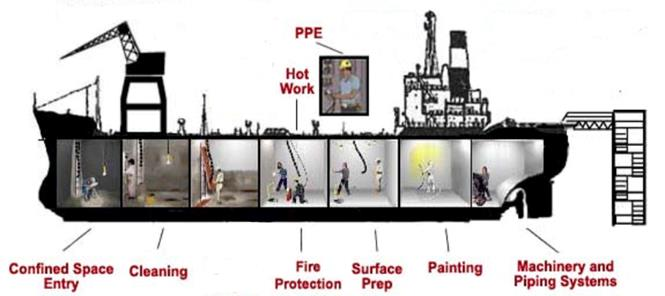 PPE
Hot
Work
Confined Space
Entry
Cleaning
Fire
Protection
Surface
Prep
Painting
Machinery and
Piping Systems